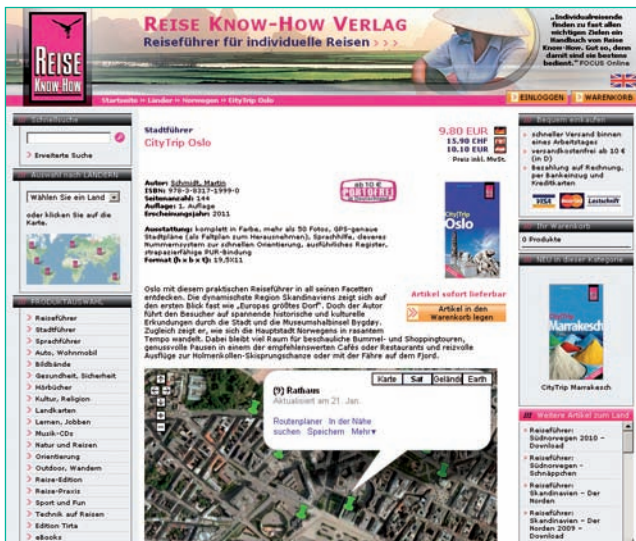 REISE KNOW-HOW VERLAG
Reiseführer für individuelle Reisen >>>
REISE
KNOW-HOW
„Individualreisende
finden zu fast allen
wichtigen Zielen ein
Handbuch von Reise
Know-How. Gut so, denn
damit sind sie bestens
bedient.“ FOCUS Online
Startseite » Länder » Norwegen » CityTrip Oslo
EINLOGGEN
WARENKORB
Schnellsuche
Erweiterte Suche
Auswahl nach LÄNDERN
Wählen Sie ein Land
oder klicken Sie auf die
Karte.
PRODUKTAUSWAHL
Reiseführer
Stadtführer
Sprachführer
Auto, Wohnmobil
Bildbände
Gesundheit, Sicherheit
Hörbücher
Kultur, Religion
Landkarten
Lernen, Jobben
Musik-CDs
Natur und Reisen
Orientierung
Outdoor, Wandern
Reise-Edition
Reise-Praxis
Sport und Fun
Technik auf Reisen
Edition Tirta
eBooks
Stadtführer
CityTrip Oslo
9.80 EUR
15.90 CHF
10.10 EUR
Preis inkl. MwSt.
Autor: Schmidt, Martin
ISBN: 978-3-8317-1999-0
Seitenanzahl: 144
Auflage: 1. Auflage
Erscheinungsjahr: 2011
ab 10 €
PORTOFREI
Ausstattung: komplett in Farbe, mehr als 50 Fotos, GPS-genaue
Stadtpläne (als Faltplan zum Herausnehmen), Sprachhilfe, cleveres
Nummernsystem zur schnellen Orientierung, ausführliches Register,
strapazierfähige PUR-Bindung
Format (h x b x t): 19,5X11
CityTrip
Oslo
Oslo mit diesem praktischen Reiseführer in all seinen Facetten
entdecken. Die dynamischste Region Skandinaviens zeigt sich auf
den ersten Blick fast wie „Europas größtes Dorf“. Doch der Autor
führt den Besucher auf spannende historische und kulturelle
Erkundungen durch die Stadt und die Museumshalbinsel Bygdøy.
Zugleich zeigt er, wie sich die Hauptstadt Norwegens in rasantem
Tempo wandelt. Dabei bleibt viel Raum für beschauliche Bummel- und Shoppingtouren,
genussvolle Pausen in einem der empfehlenswerten Cafés oder Restaurants und reizvolle
Ausflüge zur Holmenkollen-Skisprungschanze oder mit der Fähre auf dem Fjord.
Artikel sofort lieferbar
Artikel in den
Warenkorb legen
(9) Rathaus
Aktualisiert am 21. Jan.
Routenplaner In der Nähe
suchen Speichern Mehr▼
Karte Sat Gelände Earth
Bequem einkaufen
schneller Versand binnen
eines Arbeitstages
versandkostenfrei ab 10 €
(in D)
Bezahlung auf Rechnung,
per Bankeinzug und
Kreditkarten
VISA MasterCard Lastschrift
Ihr Warenkorb
0 Produkte
NEU in dieser Kategorie
CityTrip
Marrakesch
CityTrip Marrakesch
Weitere Artikel zum Land
Reiseführer:
Südnorwegen 2010 –
Download
Reiseführer:
Südnorwegen -
Schnäppchen
Reiseführer:
Skandinavien – Der
Norden
Reiseführer:
Skandinavien – Der
Norden 2009 –
Download